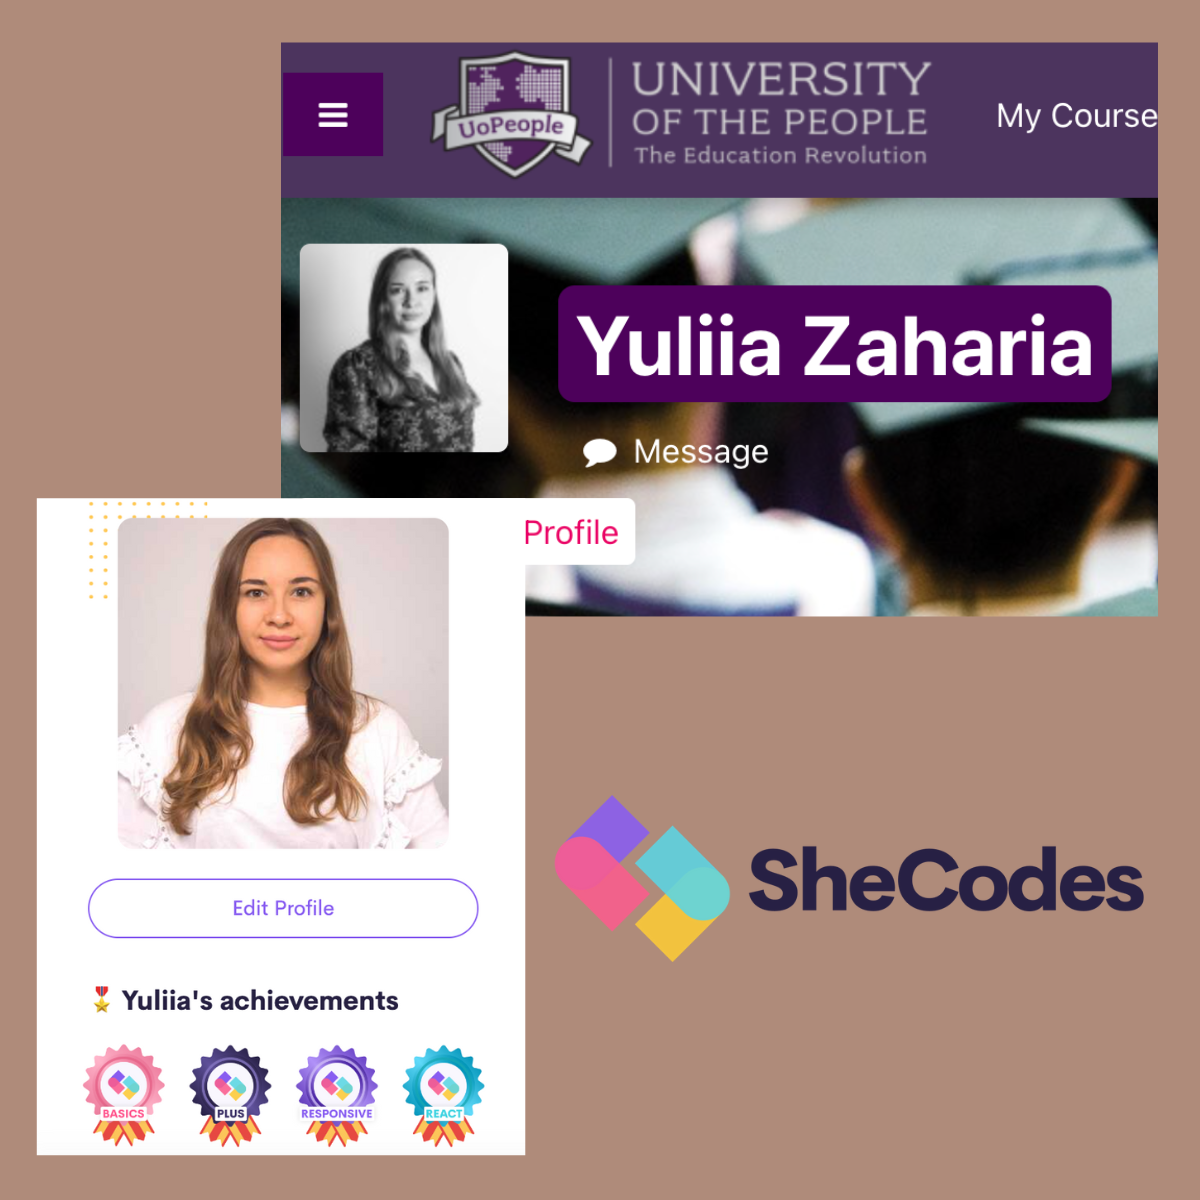 UoPeople
UNIVERSITY
OF THE PEOPLE
The Education Revolution
My Course
Yuliia Zaharia
Message
Profile
Edit Profile
Yuliia's achievements
BASICS
PLUS
RESPONSIVE
REACT
SheCodes